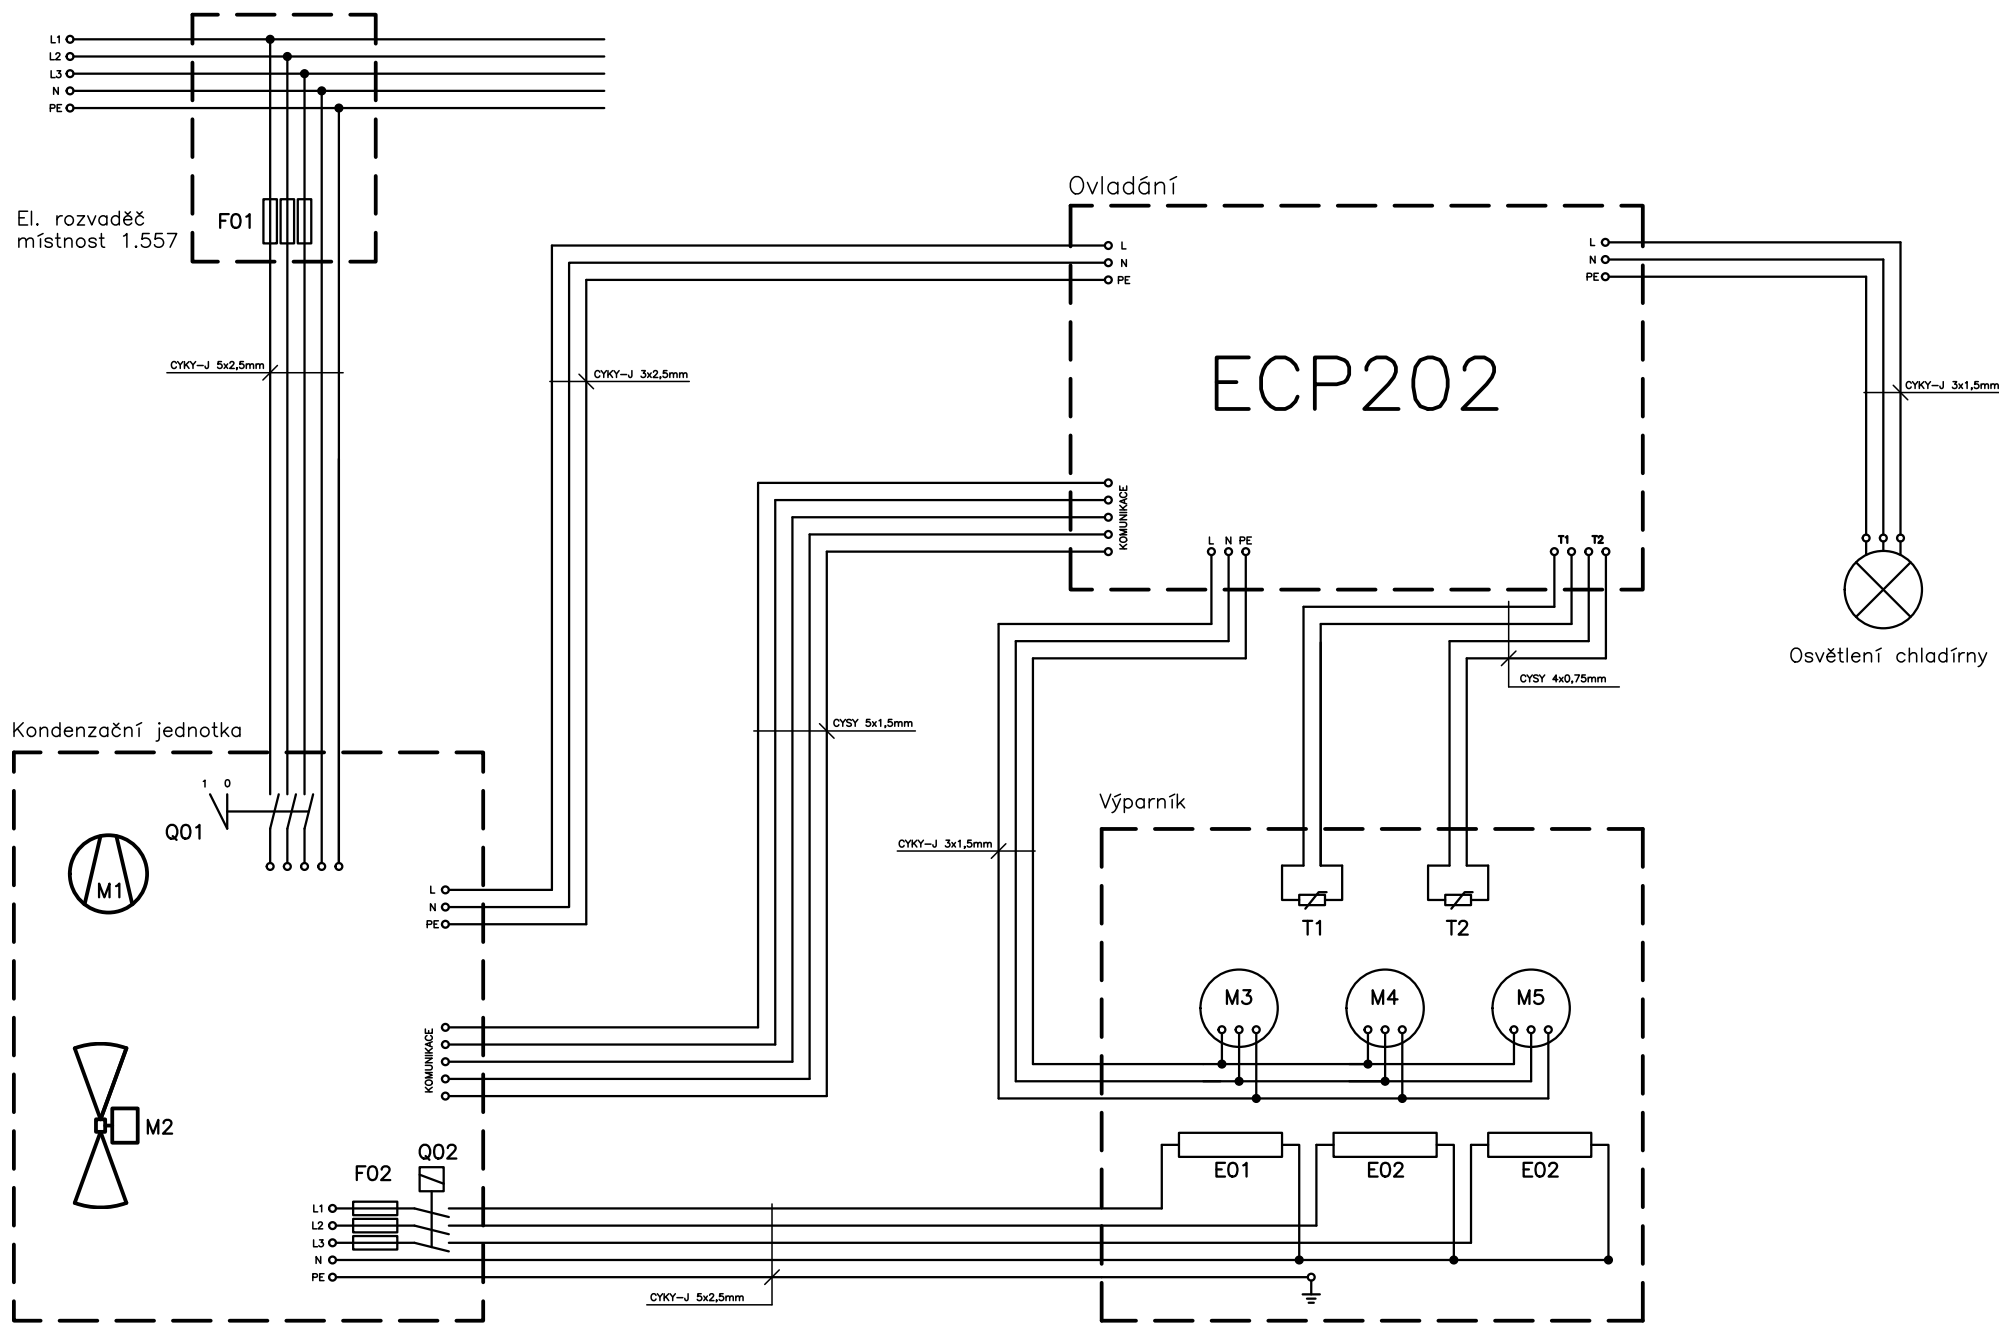 L1
L2
L3
N
PE
El. rozvaděč
místnost 1.557
F01
CYKY-J 5x2,5mm
CYKY-J 3x2,5mm
Ovladání
L
N
PE
L
N
PE
ECP202
CYKY-J 3x1,5mm
KOMUNIKACE
L N PE
T1 T2
Osvětlení chladírny
CYSY 4x0,75mm
CYSY 5x1,5mm
Kondenzační jednotka
1 0
Q01
M1
L
N
PE
KOMUNIKACE
M2
F02
Q02
L1
L2
L3
N
PE
CYKY-J 5x2,5mm
CYKY-J 3x1,5mm
Výparník
T1
T2
M3
M4
M5
E01
E02
E02